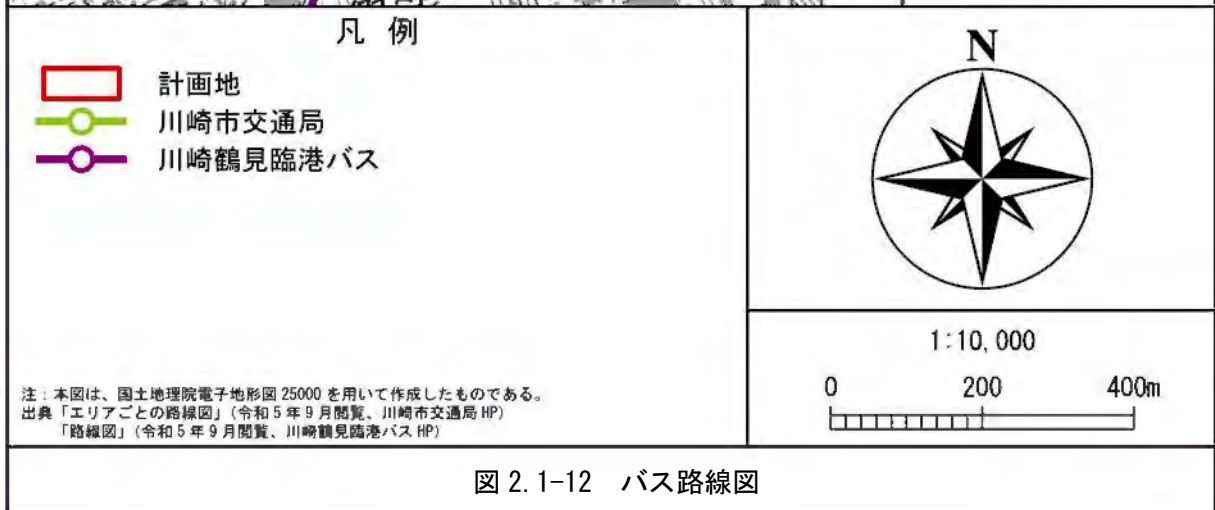 凡 例
計画地
川崎市交通局
川崎鶴見臨港バス
注：本図は、国土地理院電子地形図 25000 を用いて作成したものである。
出典「エリアごとの路線図」(令和 5 年 9 月閲覧、川崎市交通局 HP)
「路線図」(令和 5 年 9 月閲覧、川崎鶴見臨港バス HP)
N
1:10,000
0 200 400m
図 2.1-12 バス路線図